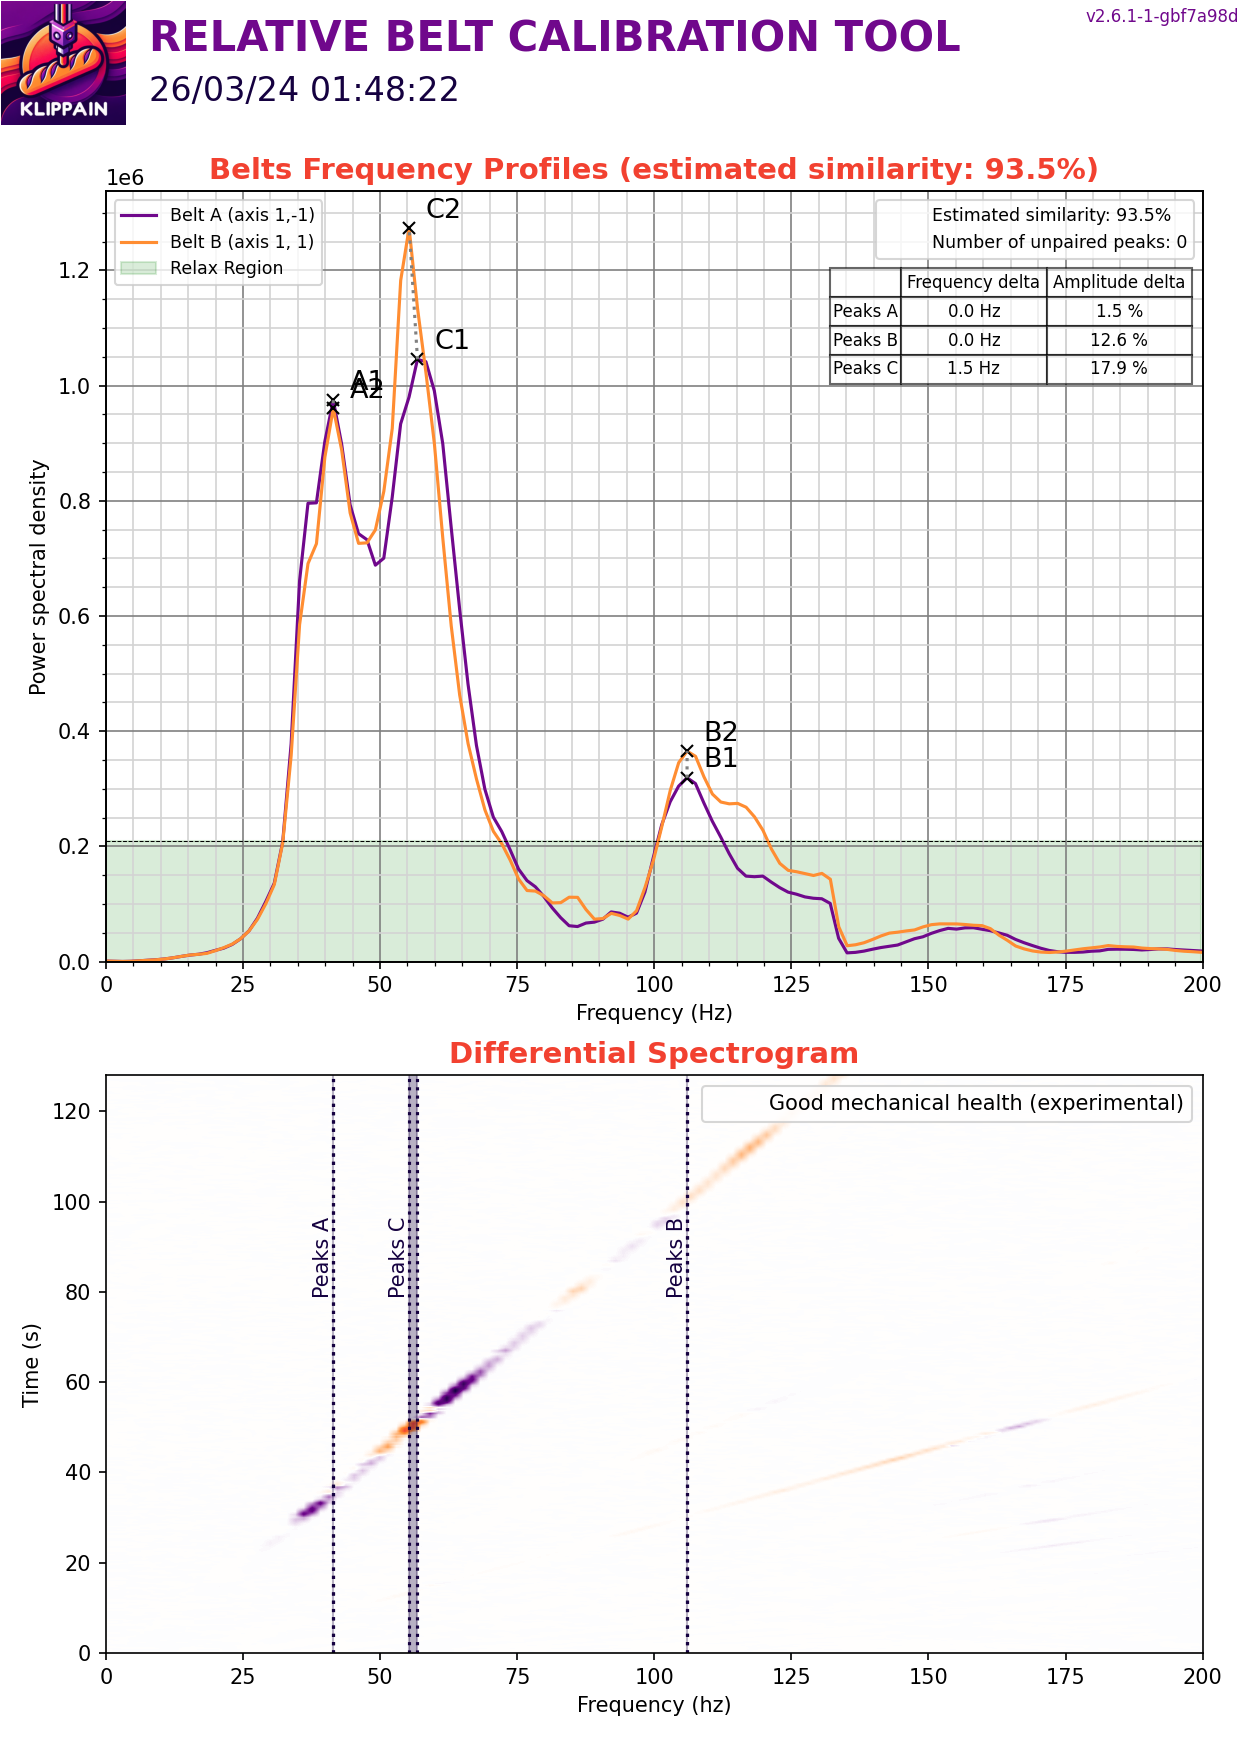 KLIPPAIN
RELATIVE BELT CALIBRATION TOOL
26/03/24 01:48:22
v2.6.1-1-gbf7a98d
Belts Frequency Profiles (estimated similarity: 93.5%)
1e6
Belt A (axis 1,-1)
Belt B (axis 1, 1)
Relax Region
Estimated similarity: 93.5%
Number of unpaired peaks: 0
Frequency delta Amplitude delta
Peaks A 0.0 Hz 1.5 %
Peaks B 0.0 Hz 12.6 %
Peaks C 1.5 Hz 17.9 %
C2
C1
A1
A2
B2
B1
Power spectral density
1.2
1.0
0.8
0.6
0.4
0.2
0.0
0 25 50 75 100 125 150 175 200
Frequency (Hz)
Differential Spectrogram
Good mechanical health (experimental)
Peaks A
Peaks C
Peaks B
Time (s)
120
100
80
60
40
20
0
0 25 50 75 100 125 150 175 200
Frequency (hz)